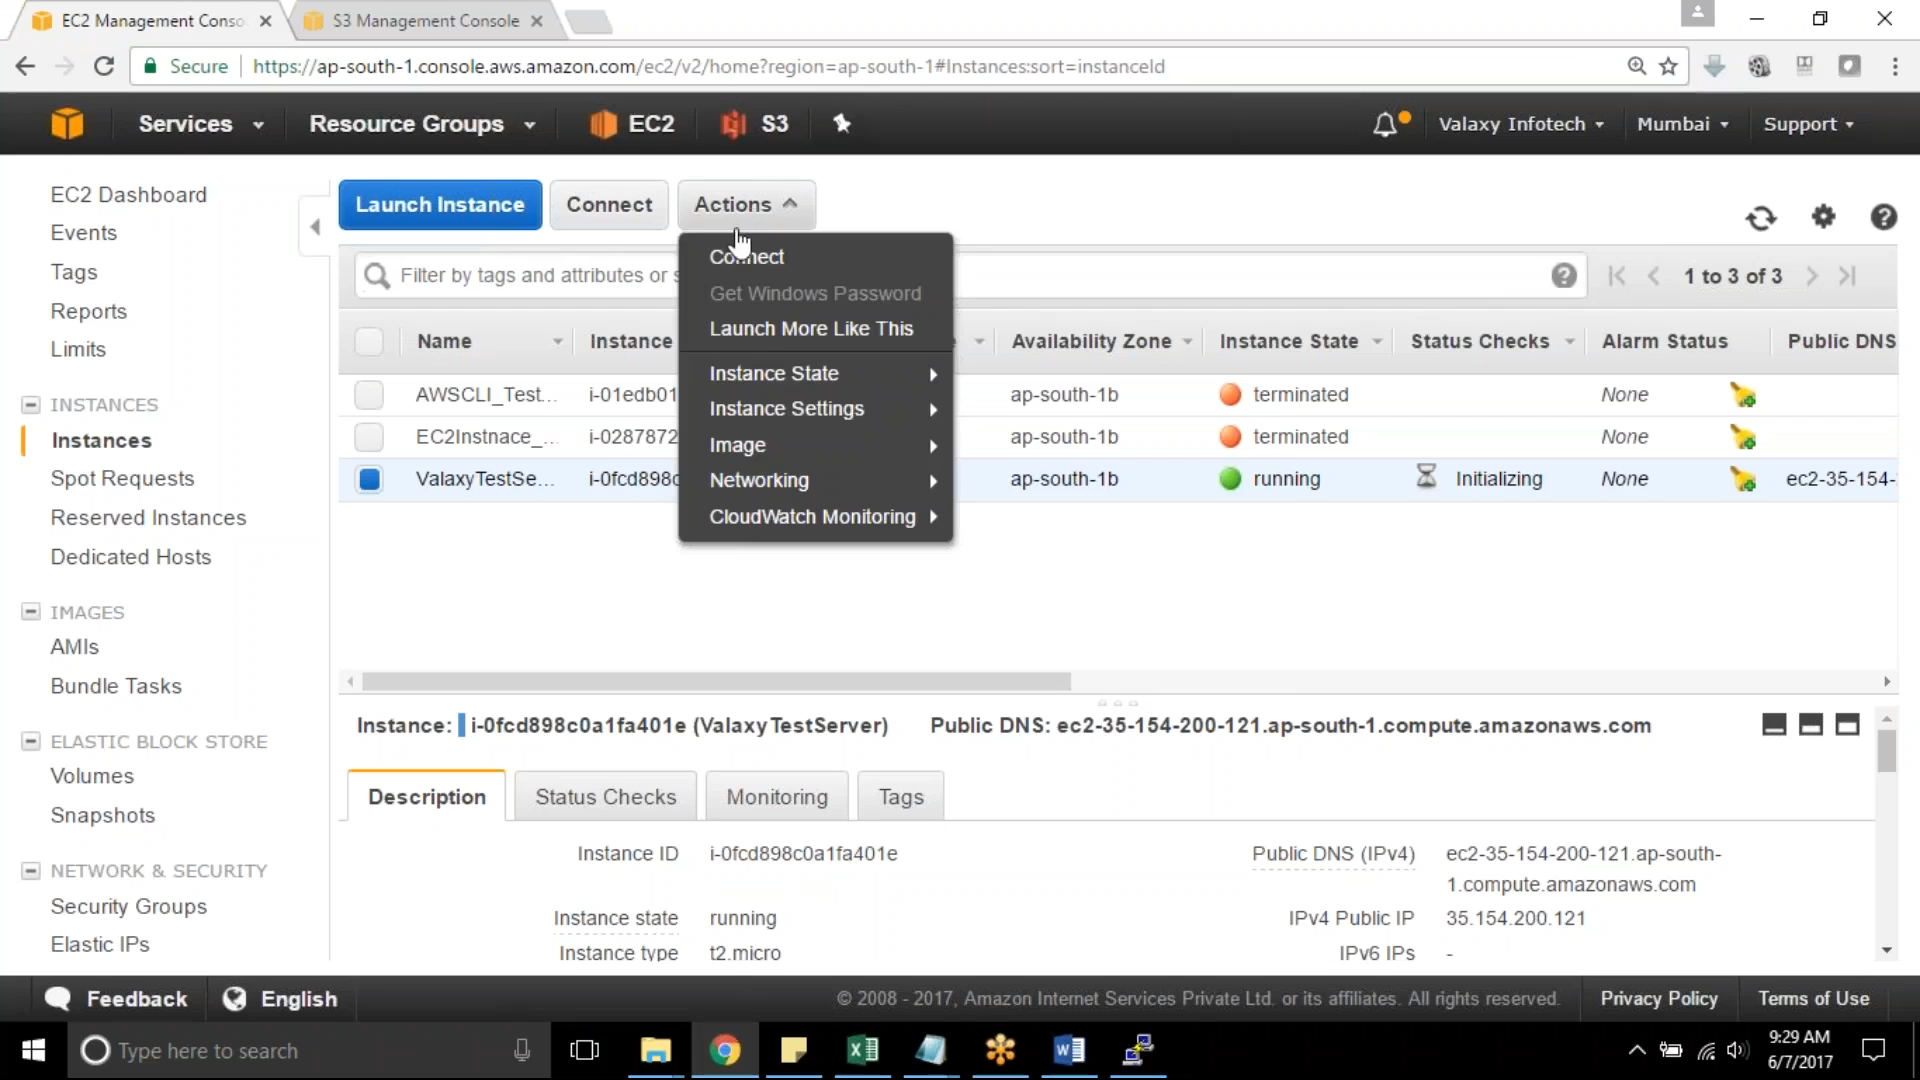 EC2 Management Conso
S3 Management Console
Secure
https://ap-south-1.console.aws.amazon.com/ec2/v2/home?region=ap-south-1#Instances:sort=instanceId
Services
Resource Groups
EC2
S3
Valaxy Infotech
Mumbai
Support
EC2 Dashboard
Events
Tags
Reports
Limits
INSTANCES
Instances
Spot Requests
Reserved Instances
Dedicated Hosts
IMAGES
AMIs
Bundle Tasks
ELASTIC BLOCK STORE
Volumes
Snapshots
NETWORK & SECURITY
Security Groups
Elastic IPs
Launch Instance
Connect
Actions
Connect
Get Windows Password
Launch More Like This
Instance State
Instance Settings
Image
Networking
CloudWatch Monitoring
Filter by tags and attributes or s
1 to 3 of 3
Name Instance Availability Zone Instance State Status Checks Alarm Status Public DNS
AWSCLI_Test... i-01edb01 ap-south-1b terminated None
EC2Instnace_... i-0287872 ap-south-1b terminated None
ValaxyTestSe... i-0fcd898c ap-south-1b running Initializing None ec2-35-154-
Instance: i-0fcd898c0a1fa401e (ValaxyTestServer) Public DNS: ec2-35-154-200-121.ap-south-1.compute.amazonaws.com
Description
Status Checks
Monitoring
Tags
Instance ID i-0fcd898c0a1fa401e
Public DNS (IPv4) ec2-35-154-200-121.ap-south-
1.compute.amazonaws.com
Instance state running
IPv4 Public IP 35.154.200.121
Instance type t2.micro
IPv6 IPs -
Feedback
English
© 2008 - 2017, Amazon Internet Services Private Ltd. or its affiliates. All rights reserved.
Privacy Policy
Terms of Use
Type here to search
9:29 AM
6/7/2017